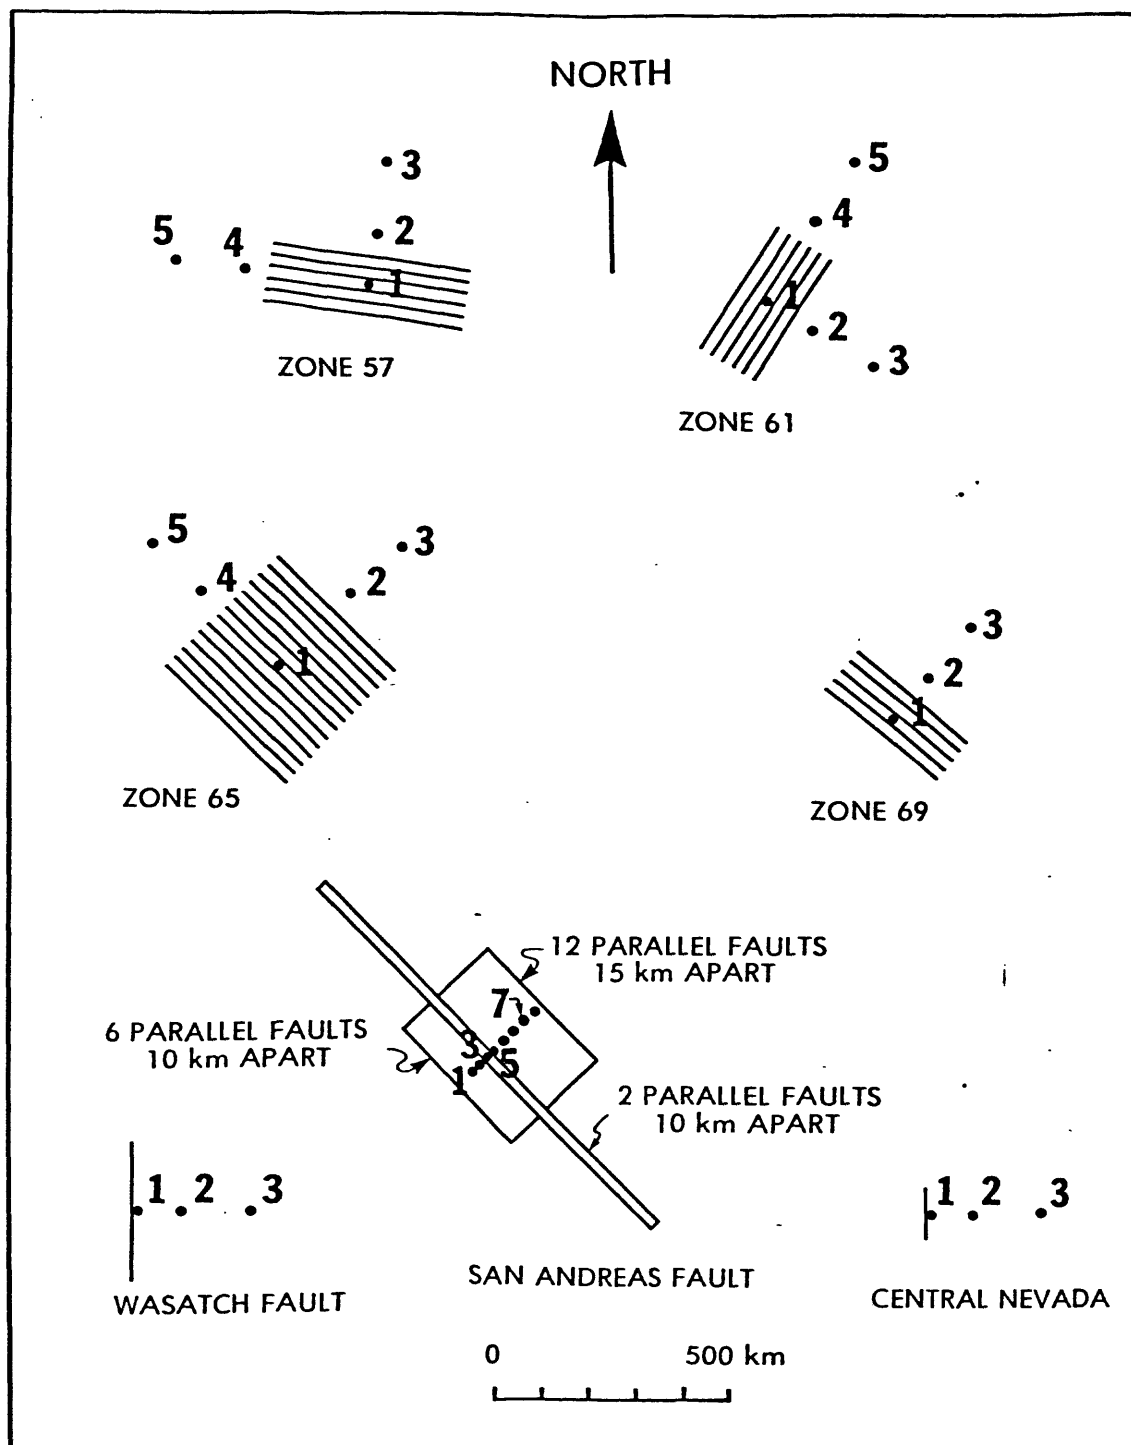 NORTH
3
2
5
4
1
ZONE 57
5
4
1
2
3
ZONE 61
5
4
3
2
1
ZONE 65
3
2
1
ZONE 69
12 PARALLEL FAULTS
15 km APART
6 PARALLEL FAULTS
10 km APART
7
3
5
1
2 PARALLEL FAULTS
10 km APART
SAN ANDREAS FAULT
1 2 3
WASATCH FAULT
1 2 3
CENTRAL NEVADA
0 500 km